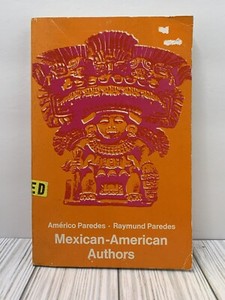 ED
Américo Paredes • Raymund Paredes
Mexican-American
Authors